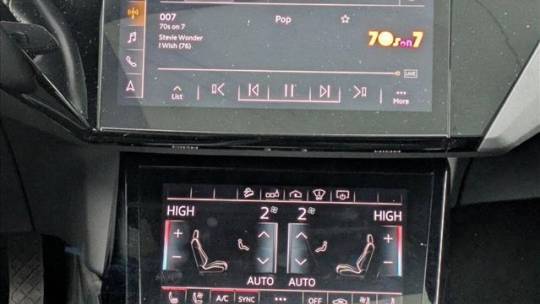 007
70s on 7
Pop
Stevie Wonder
I Wish (76)
70s on 7
LIVE
List
More
HIGH
2
2
HIGH
AUTO
AUTO
A/C
SYNC
OFF